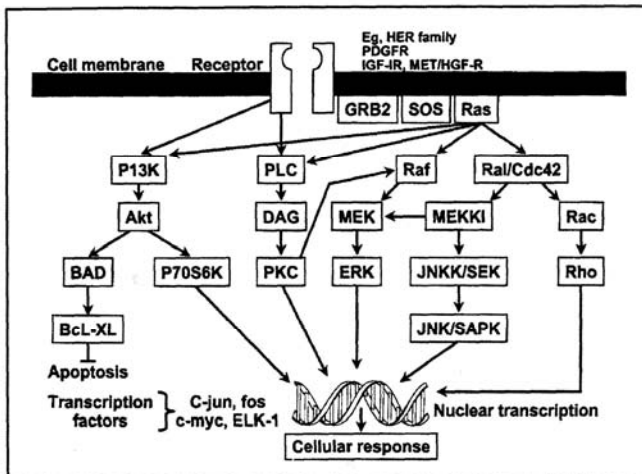 Eg, HER family
PDGFR
IGF-IR, MET/HGF-R
Cell membrane Receptor
GRB2 SOS Ras
P13K PLC Raf Ral/Cdc42
Akt DAG MEK MEKKI Rac
BAD P70S6K PKC ERK JNKK/SEK Rho
BcL-XL JNK/SAPK
Apoptosis
Transcription factors
C-jun, fos
c-myc, ELK-1
Nuclear transcription
Cellular response